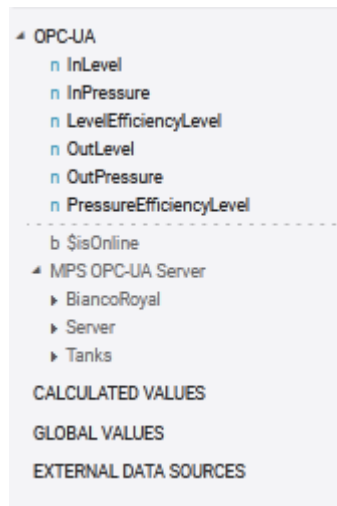 OPC-UA
n InLevel
n InPressure
n LevelEfficiencyLevel
n OutLevel
n OutPressure
n PressureEfficiencyLevel
b $isOnline
MPS OPC-UA Server
BiancoRoyal
Server
Tanks
CALCULATED VALUES
GLOBAL VALUES
EXTERNAL DATA SOURCES